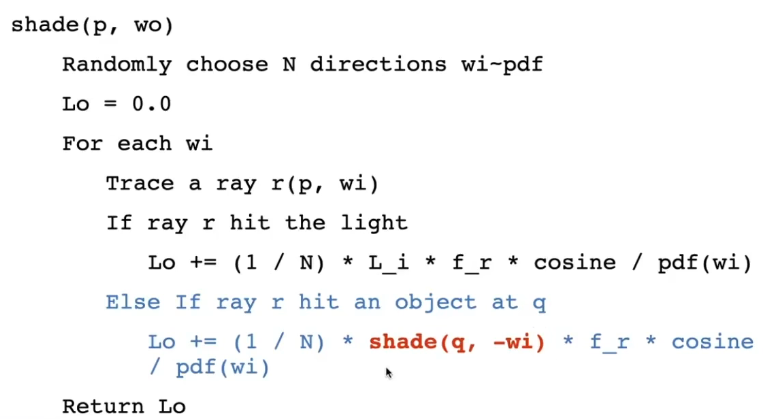 shade(p, wo)
Randomly choose N directions wi~pdf
Lo = 0.0
For each wi
Trace a ray r(p, wi)
If ray r hit the light
Lo += (1 / N) * L_i * f_r * cosine / pdf(wi)
Else If ray r hit an object at q
Lo += (1 / N) * shade(q, -wi) * f_r * cosine
/ pdf(wi)
Return Lo